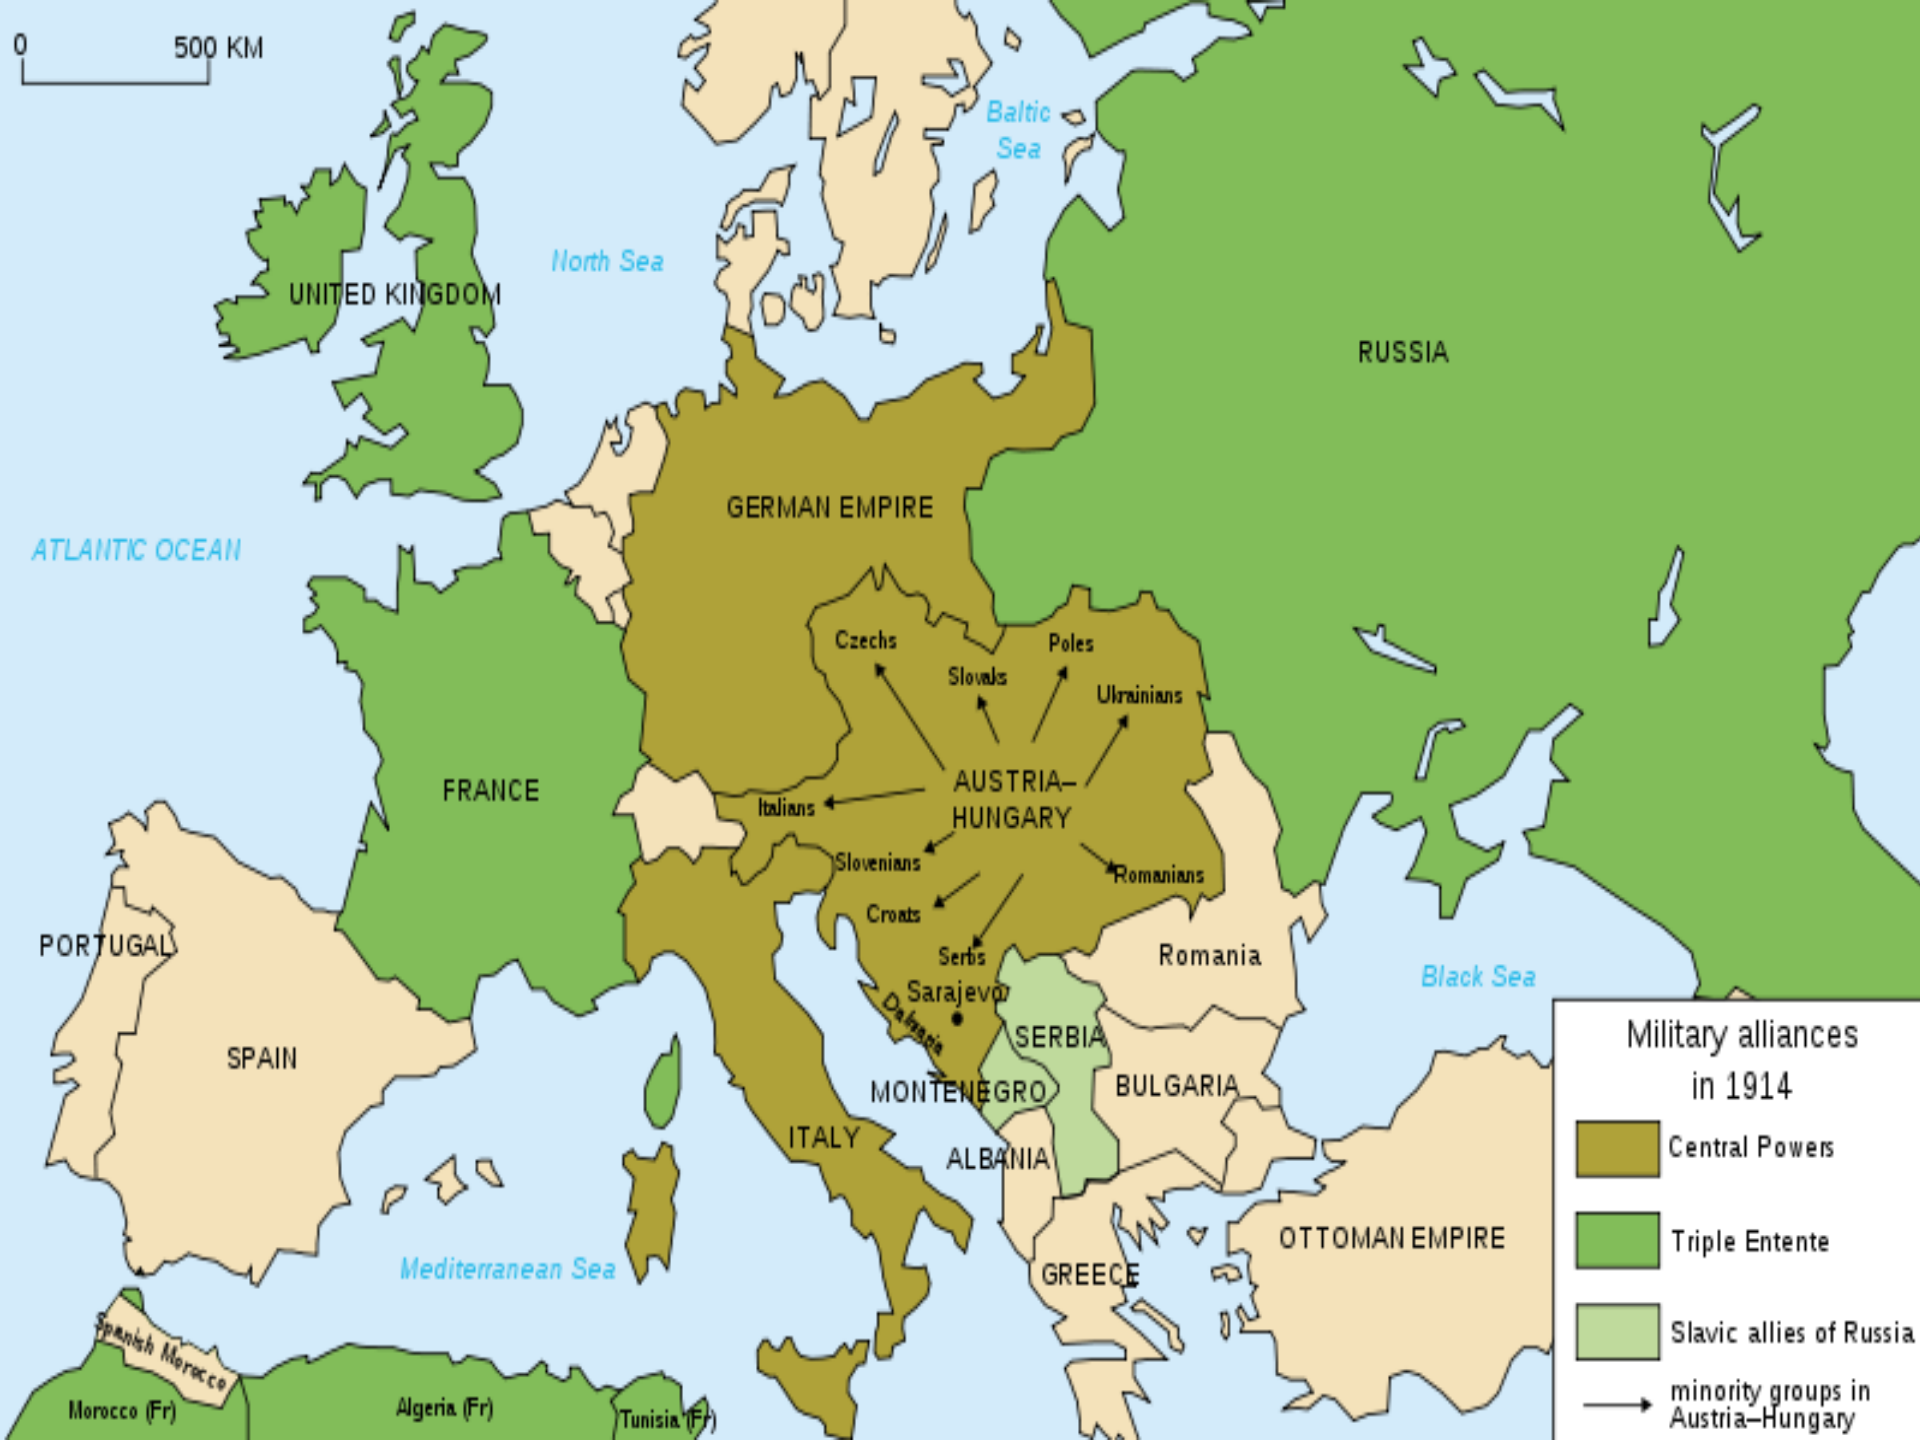 0 500 KM
Baltic
Sea
North Sea
UNITED KINGDOM
RUSSIA
GERMAN EMPIRE
ATLANTIC OCEAN
Czechs
Poles
Slovaks
Ukrainians
AUSTRIA–
HUNGARY
FRANCE
Italians
Slovenians
Romanians
Croats
PORTUGAL
Serbs
Romania
Black Sea
Sarajevo
Dalmatia
SERBIA
SPAIN
MONTENEGRO
BULGARIA
ITALY
ALBANIA
OTTOMAN EMPIRE
Mediterranean Sea
GREECE
Spanish Morocco
Morocco (Fr)
Algeria (Fr)
Tunisia (Fr)
Military alliances
in 1914
Central Powers
Triple Entente
Slavic allies of Russia
minority groups in
Austria–Hungary